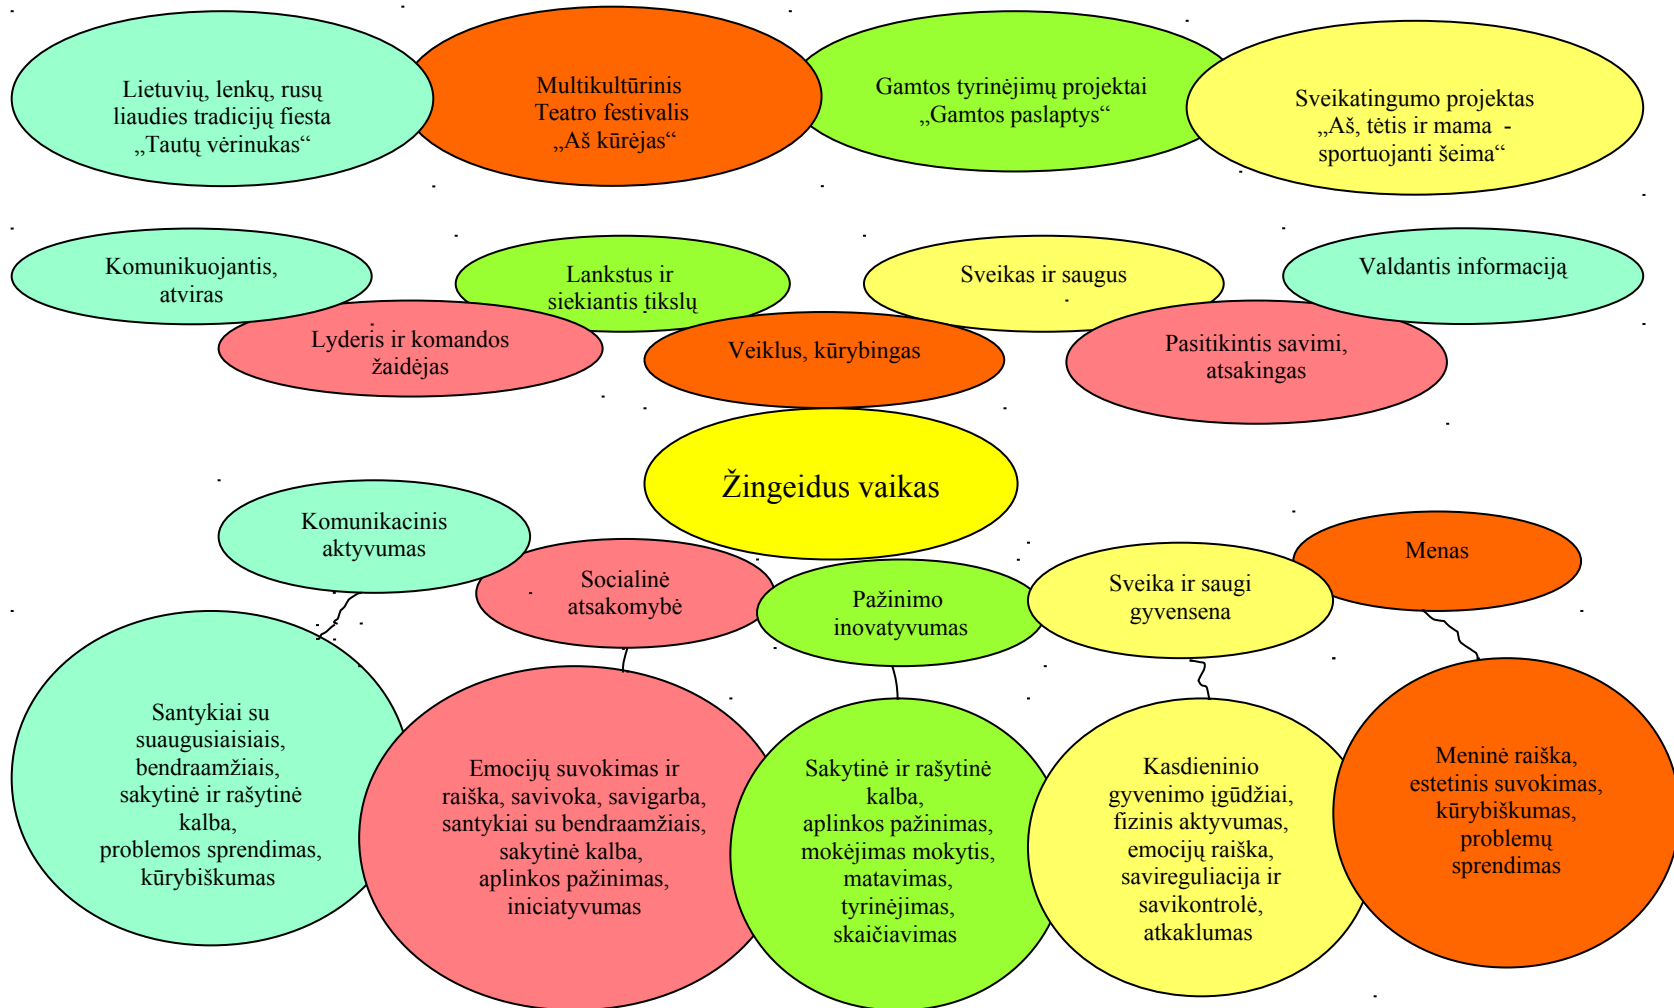 Lietuvių, lenkų, rusų
liaudies tradicijų fiesta
„Tautų vėrinukas“
Multikultūrinis
Teatro festivalis
„Aš kūrėjas“
Gamtos tyrinėjimų projektai
„Gamtos paslaptys“
Sveikatingumo projektas
„Aš, tėtis ir mama -
sportuojanti šeima“
Komunikuojantis,
atviras
Lyderis ir komandos
žaidėjas
Lankstus ir
siekiantis tikslų
Veiklus, kūrybingas
Sveikas ir saugus
Pasitikintis savimi,
atsakingas
Valdantis informaciją
Žingeidus vaikas
Komunikacinis
aktyvumas
Socialinė
atsakomybė
Pažinimo
inovatyvumas
Sveika ir saugi
gyvensena
Menas
Santykiai su
suaugusiaisiais,
bendraamžiais,
sakytinė ir rašytinė
kalba,
problemos sprendimas,
kūrybiškumas
Emocijų suvokimas ir
raiška, savivoka, savigarba,
santykiai su bendraamžiais,
sakytinė kalba,
aplinkos pažinimas,
iniciatyvumas
Sakytinė ir rašytinė
kalba,
aplinkos pažinimas,
mokėjimas mokytis,
matavimas,
tyrinėjimas,
skaičiavimas
Kasdieninio
gyvenimo įgūdžiai,
fizinis aktyvumas,
emocijų raiška,
savireguliacija ir
savikontrolė,
atkaklumas
Meninė raiška,
estetinis suvokimas,
kūrybiškumas,
problemų
sprendimas